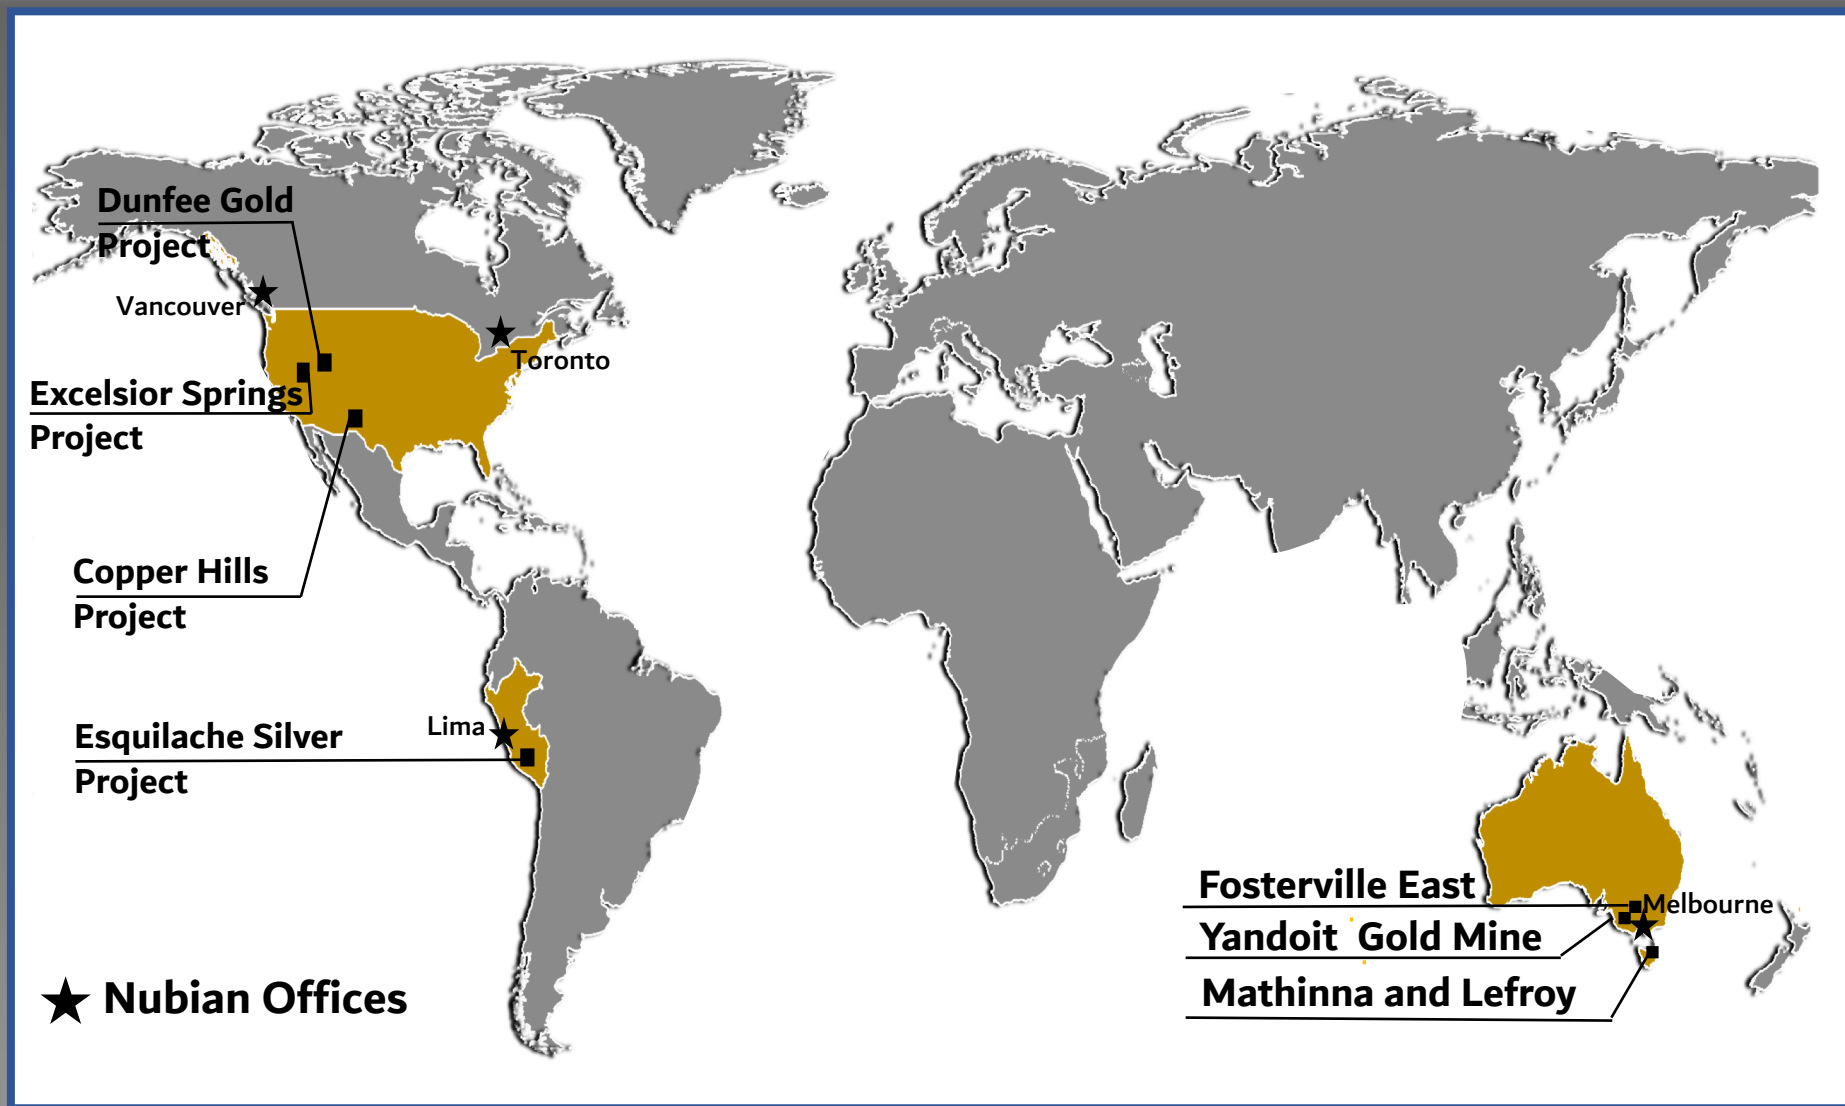 Dunfee Gold
Project
Vancouver
Toronto
Excelsior Springs
Project
Copper Hills
Project
Lima
Esquilache Silver
Project
Fosterville East
Melbourne
Yandoit Gold Mine
Mathinna and Lefroy
Nubian Offices